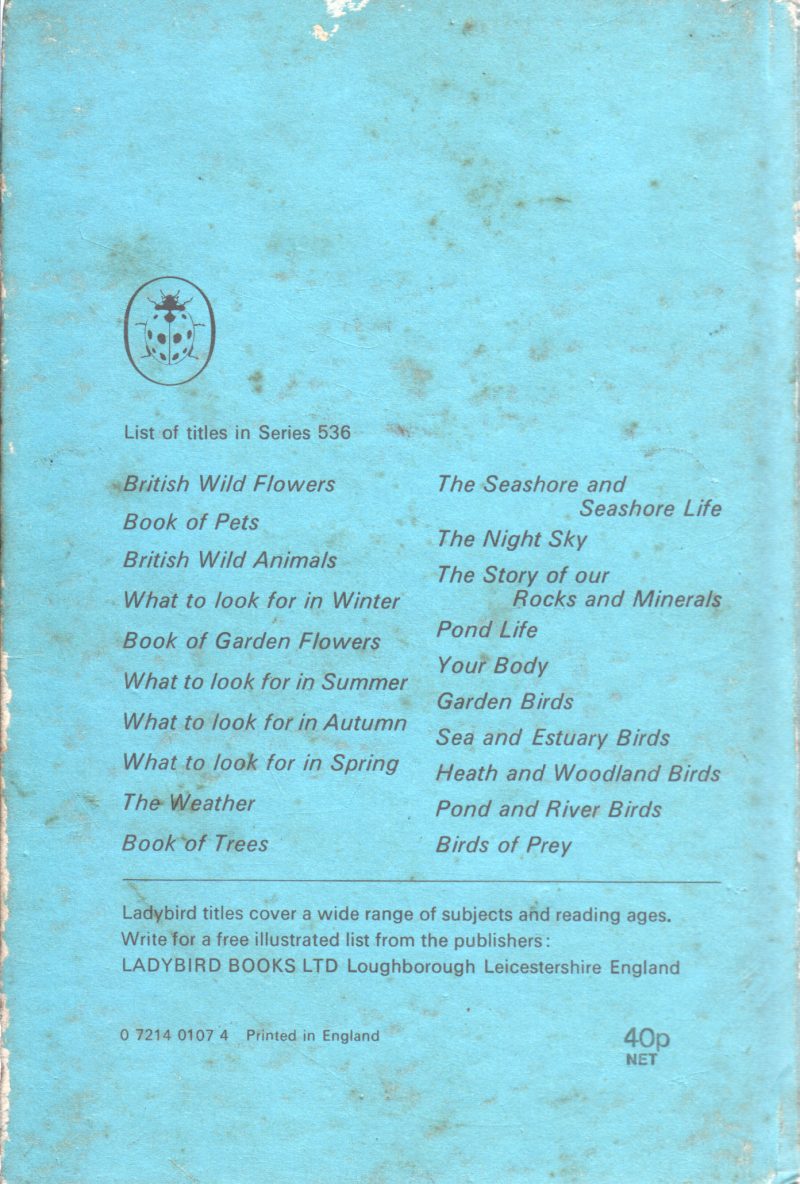 List of titles in Series 536
British Wild Flowers
Book of Pets
British Wild Animals
What to look for in Winter
Book of Garden Flowers
What to look for in Summer
What to look for in Autumn
What to look for in Spring
The Weather
Book of Trees
The Seashore and
Seashore Life
The Night Sky
The Story of our
Rocks and Minerals
Pond Life
Your Body
Garden Birds
Sea and Estuary Birds
Heath and Woodland Birds
Pond and River Birds
Birds of Prey
Ladybird titles cover a wide range of subjects and reading ages.
Write for a free illustrated list from the publishers:
LADYBIRD BOOKS LTD Loughborough Leicestershire England
0 7214 0107 4 Printed in England
40p
NET